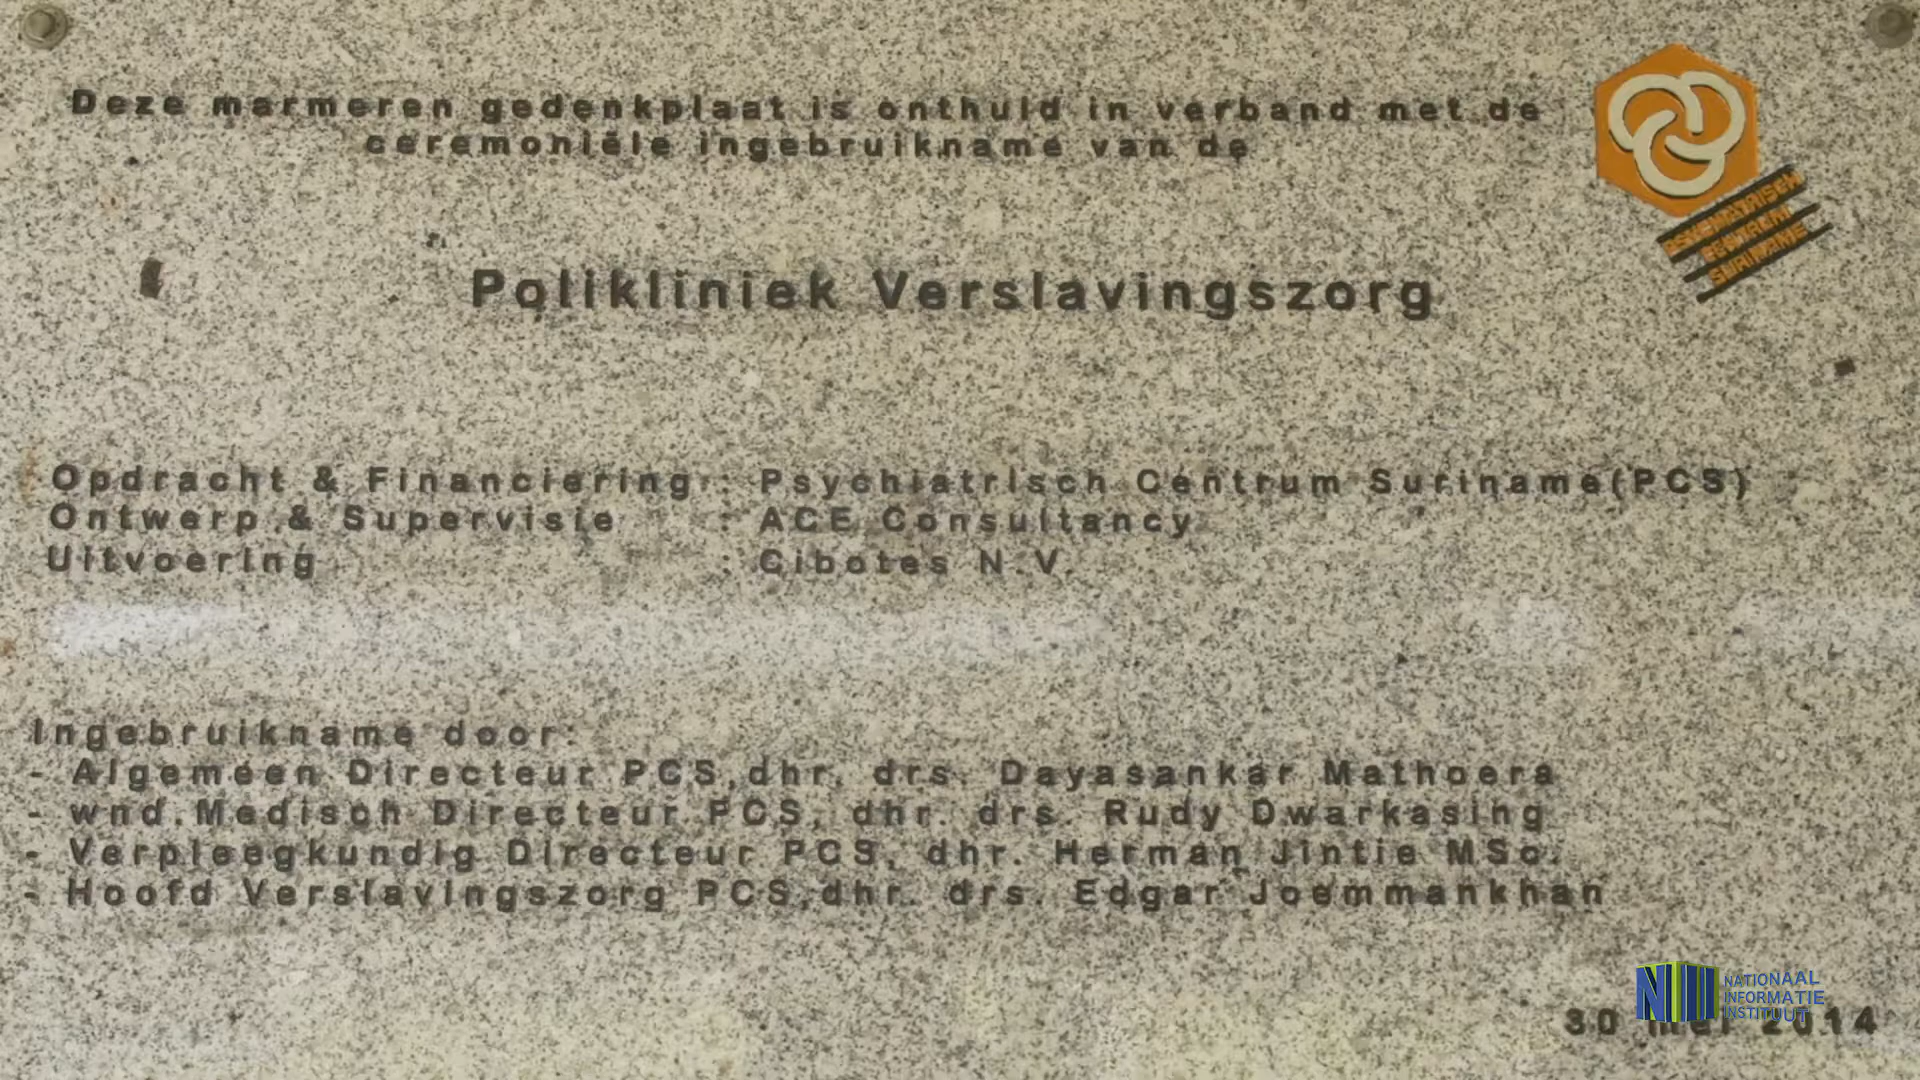 Deze marmeren gedenkplaat is onthuld in verband met de
ceremoniële ingebruikname van de
PSYCHIATRISCH
CENTRUM
SURINAME
Polikliniek Verslavingszorg
Opdracht & Financiering : Psychiatrisch Centrum Suriname(PCS)
Ontwerp & Supervisie : ACE Consultancy
Uitvoering : Cibotes N.V.
Ingebruikname door:
- Algemeen Directeur PCS,dhr. drs. Dayasankar Mathoera
- wnd.Medisch Directeur PCS, dhr. drs. Rudy Dwarkasing
- Verpleegkundig Directeur PCS, dhr. Herman Jintie MSc.
- Hoofd Verslavingszorg PCS,dhr. drs. Edgar Joemmankhan
NATIONAAL
INFORMATIE
INSTITUUT
30 mei 2014